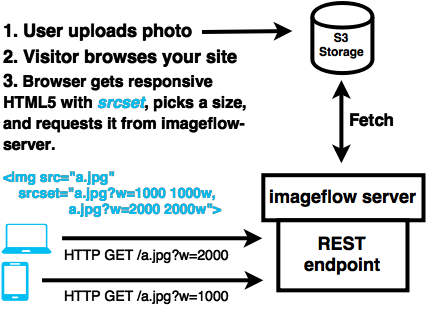 1. User uploads photo
2. Visitor browses your site
3. Browser gets responsive
HTML5 with srcset, picks a size,
and requests it from imageflow-
server.
<img src="a.jpg"
srcset="a.jpg?w=1000 1000w,
a.jpg?w=2000 2000w">
S3
Storage
Fetch
imageflow server
REST
endpoint
HTTP GET /a.jpg?w=2000
HTTP GET /a.jpg?w=1000